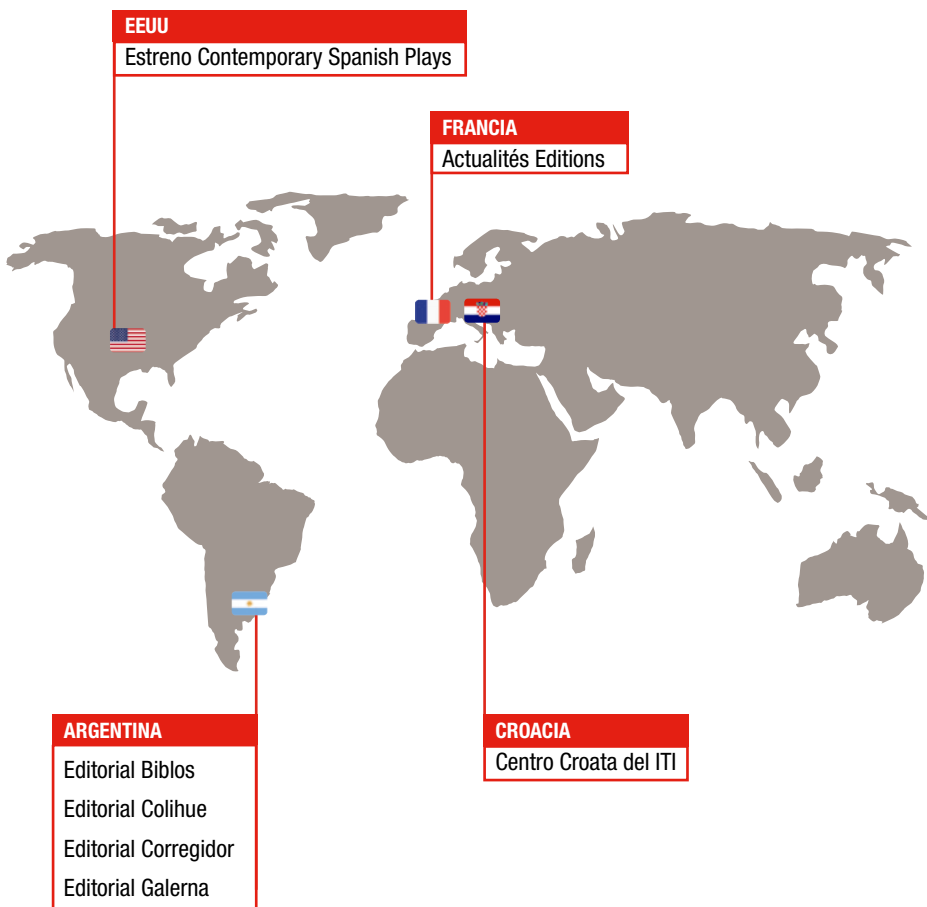 EEUU
Estreno Contemporary Spanish Plays
FRANCIA
Actualités Editions
ARGENTINA
Editorial Biblos
Editorial Colihue
Editorial Corregidor
Editorial Galerna
CROACIA
Centro Croata del ITI